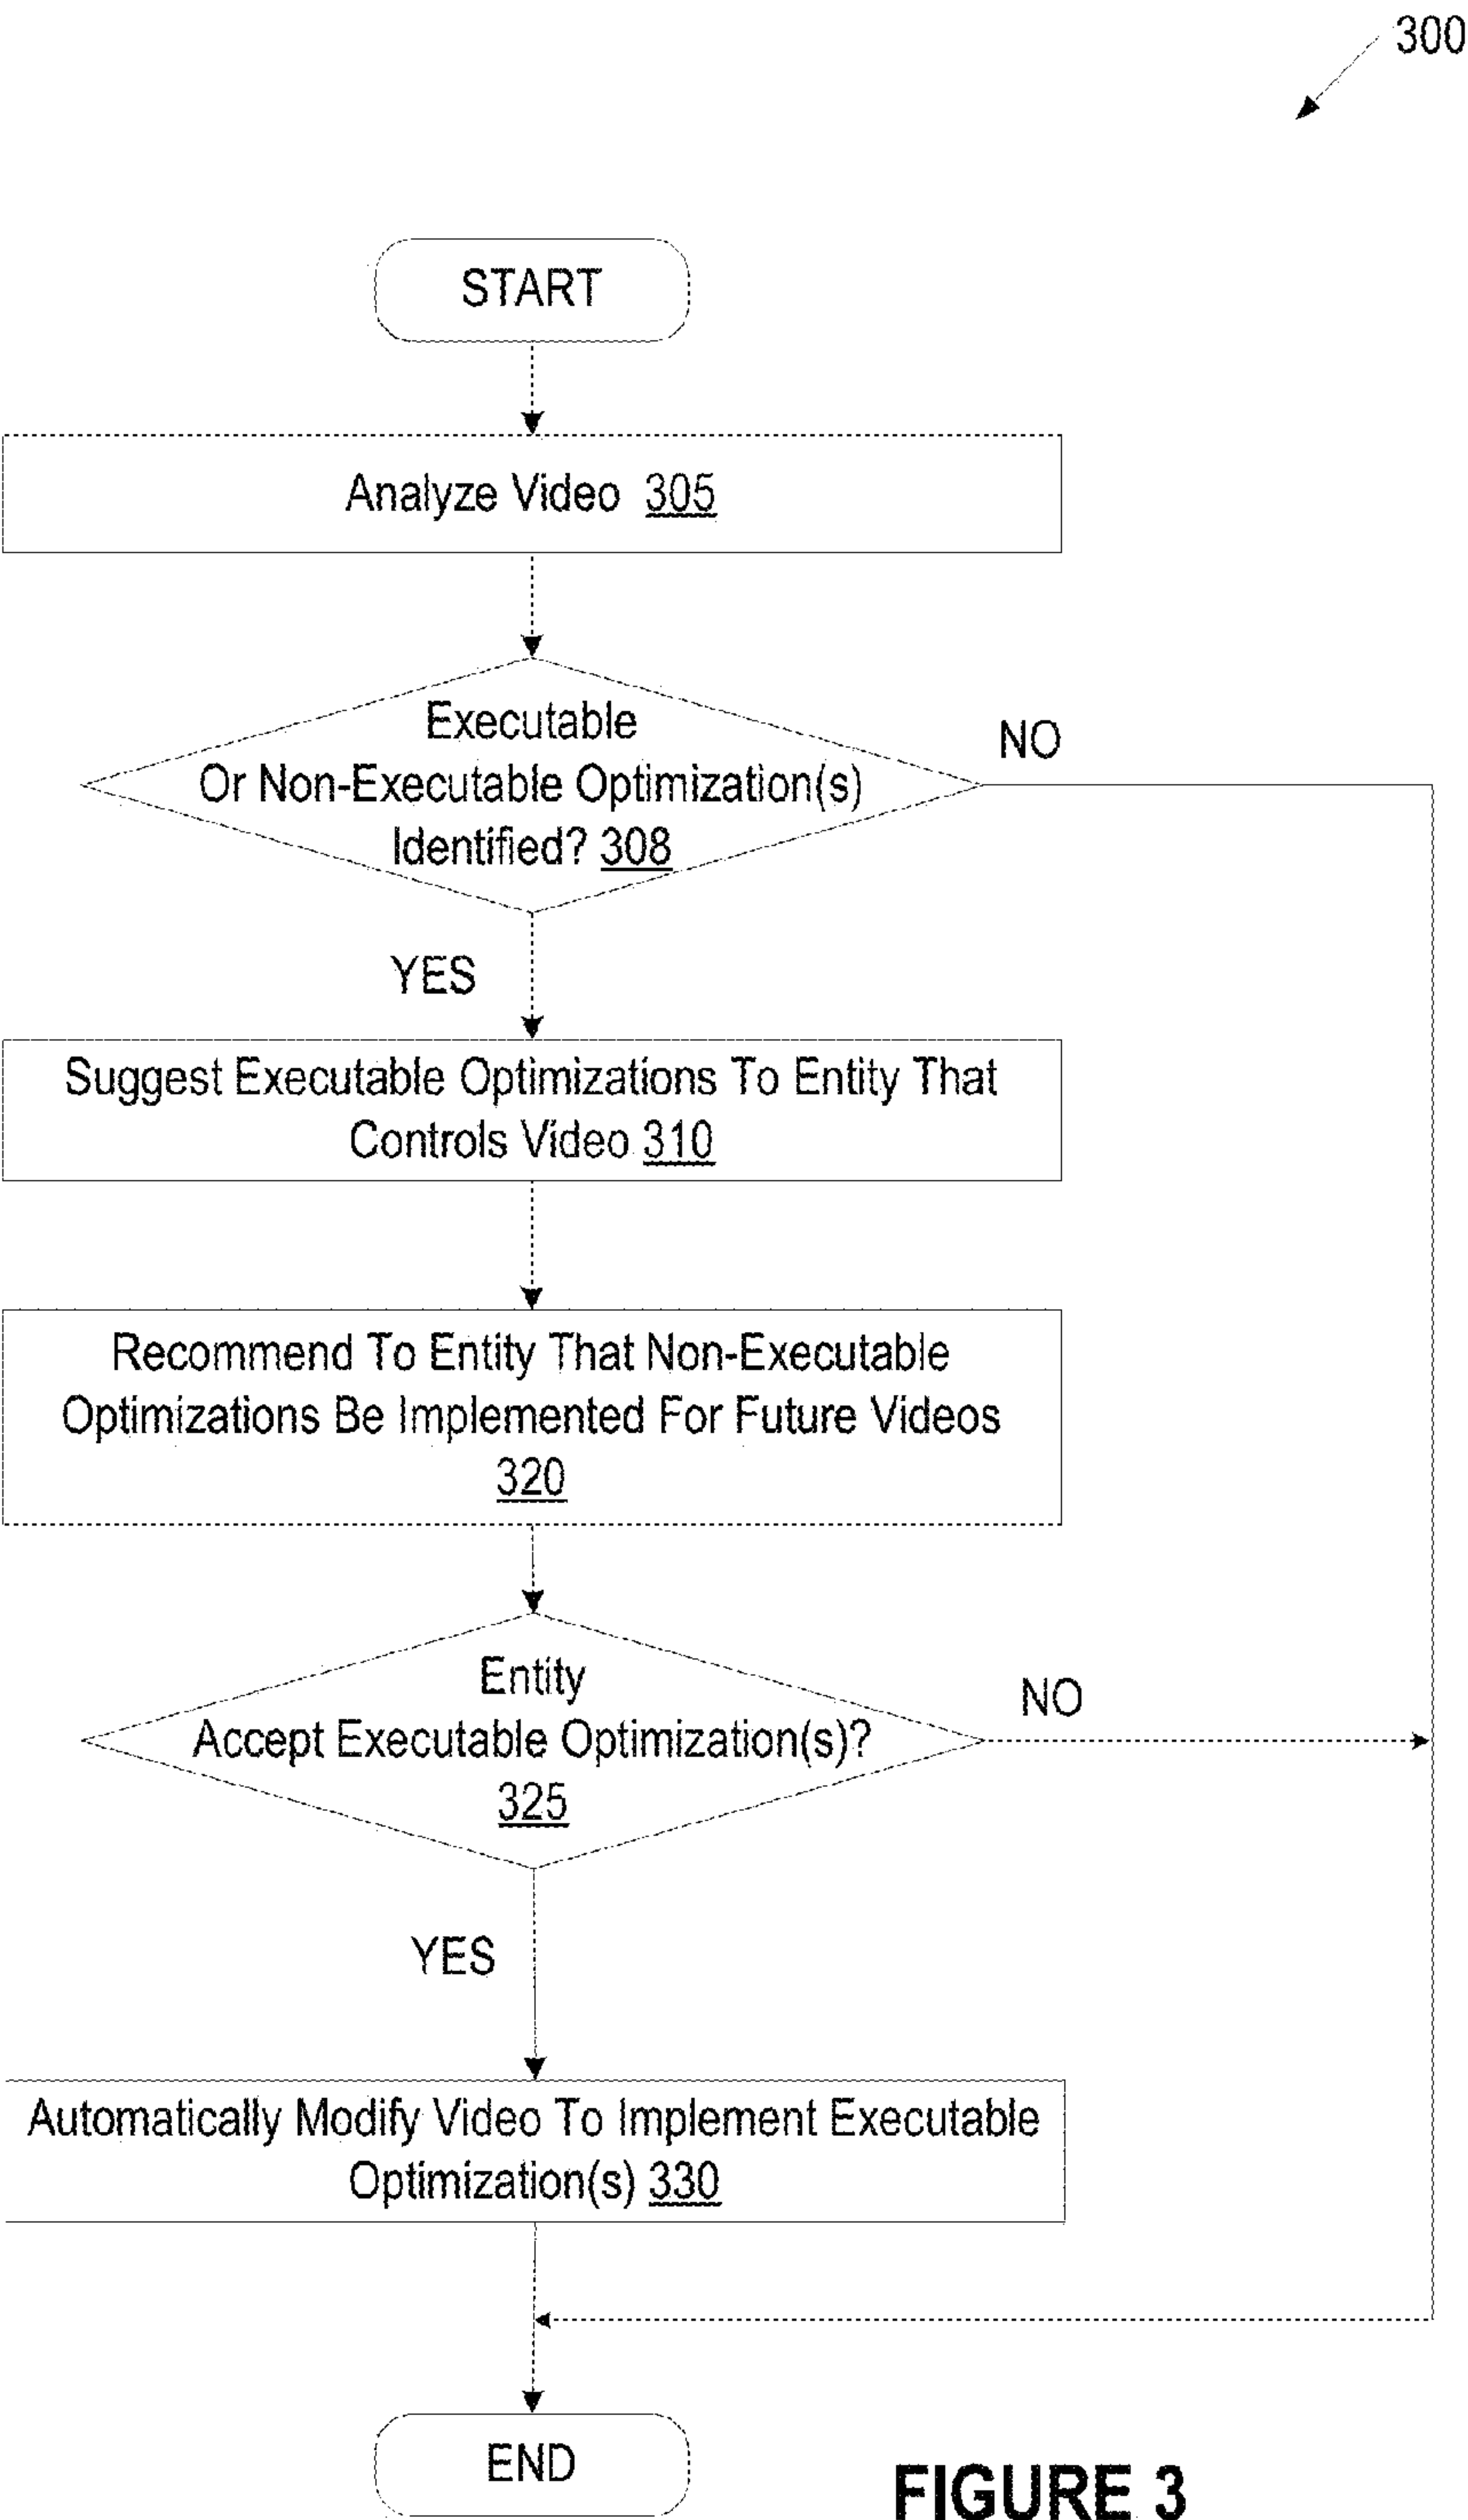 300
START
Analyze Video 305
Executable
Or Non-Executable Optimization(s)
Identified? 308
NO
YES
Suggest Executable Optimizations To Entity That
Controls Video 310
Recommend To Entity That Non-Executable
Optimizations Be Implemented For Future Videos
320
Entity
Accept Executable Optimization(s)?
325
NO
YES
Automatically Modify Video To Implement Executable
Optimization(s) 330
END
FIGURE 3